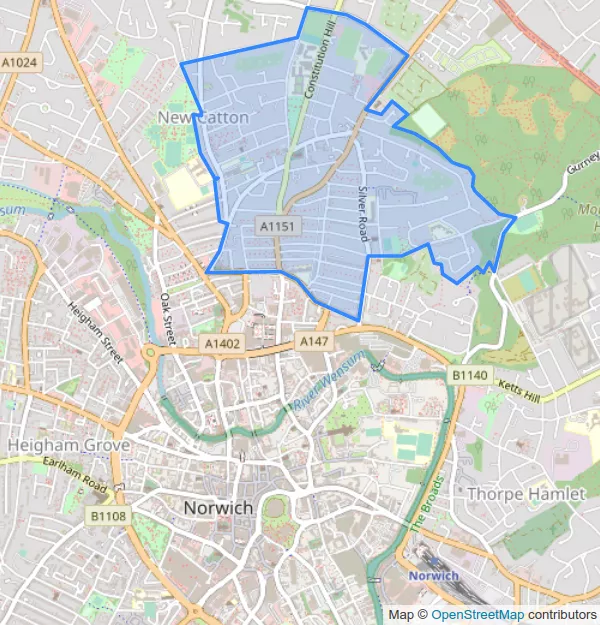 Constitution Hill
A1024
New Catton
Gurney
Mou
H
Silver Road
ensum
A1151
Oak Street
Heigham Street
A1402
A147
River Wensum
B1140
Ketts Hill
Heigham Grove
Earlham Road
The Broads
Thorpe Hamlet
Norwich
B1108
Norwich
Map © OpenStreetMap contributors